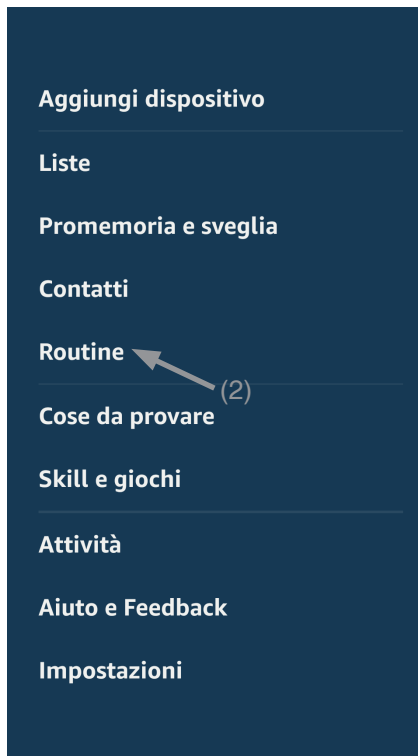 Aggiungi dispositivo
Liste
Promemoria e sveglia
Contatti
Routine
(2)
Cose da provare
Skill e giochi
Attività
Aiuto e Feedback
Impostazioni